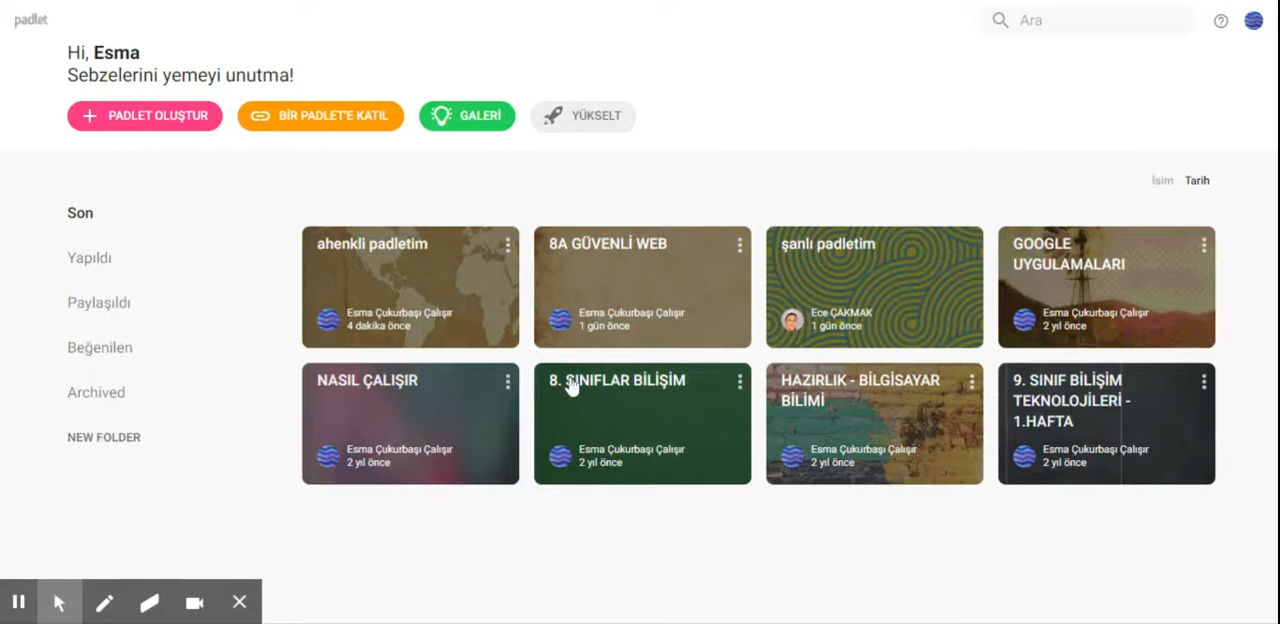 padlet
Ara
Hi, Esma
Sebzelerini yemeyi unutma!
PADLET OLUŞTUR
BİR PADLET'E KATIL
GALERİ
YÜKSELT
İsim Tarih
Son
Yapıldı
Paylaşıldı
Beğenilen
Archived
NEW FOLDER
ahenkli padletim
Esma Çukurbaşı Çalışır
4 dakika önce
8A GÜVENLİ WEB
Esma Çukurbaşı Çalışır
1 gün önce
şanlı padletim
Ece ÇAKMAK
1 gün önce
GOOGLE
UYGULAMALARI
Esma Çukurbaşı Çalışır
2 yıl önce
NASIL ÇALIŞIR
Esma Çukurbaşı Çalışır
2 yıl önce
8. SINIFLAR BİLİŞİM
Esma Çukurbaşı Çalışır
2 yıl önce
HAZIRLIK - BİLGİSAYAR
BİLİMİ
Esma Çukurbaşı Çalışır
2 yıl önce
9. SINIF BİLİŞİM
TEKNOLOJİLERİ -
1.HAFTA
Esma Çukurbaşı Çalışır
2 yıl önce